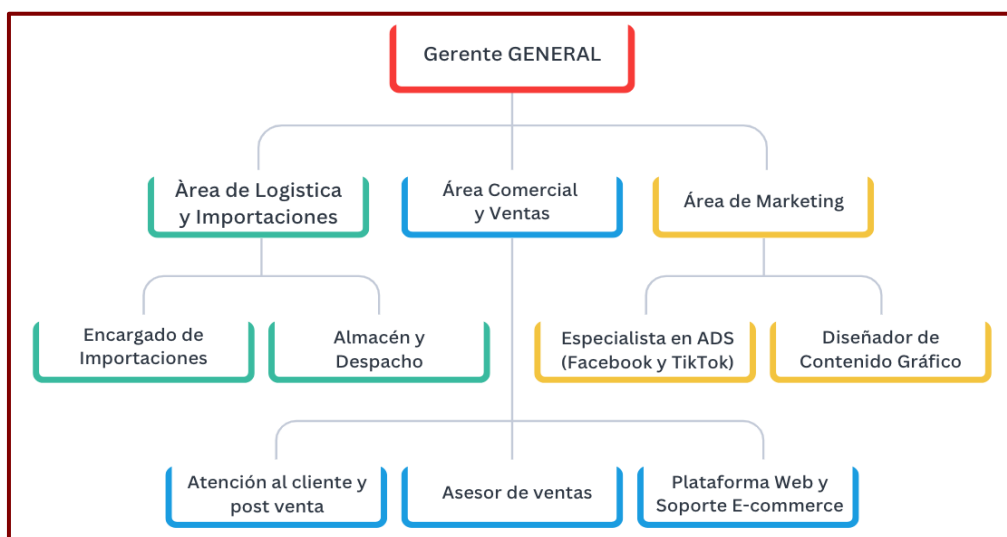 Gerente GENERAL
Àrea de Logistica
y Importaciones
Área Comercial
y Ventas
Área de Marketing
Encargado de
Importaciones
Almacén y
Despacho
Especialista en ADS
(Facebook y TikTok)
Diseñador de
Contenido Gráfico
Atención al cliente y
post venta
Asesor de ventas
Plataforma Web y
Soporte E-commerce